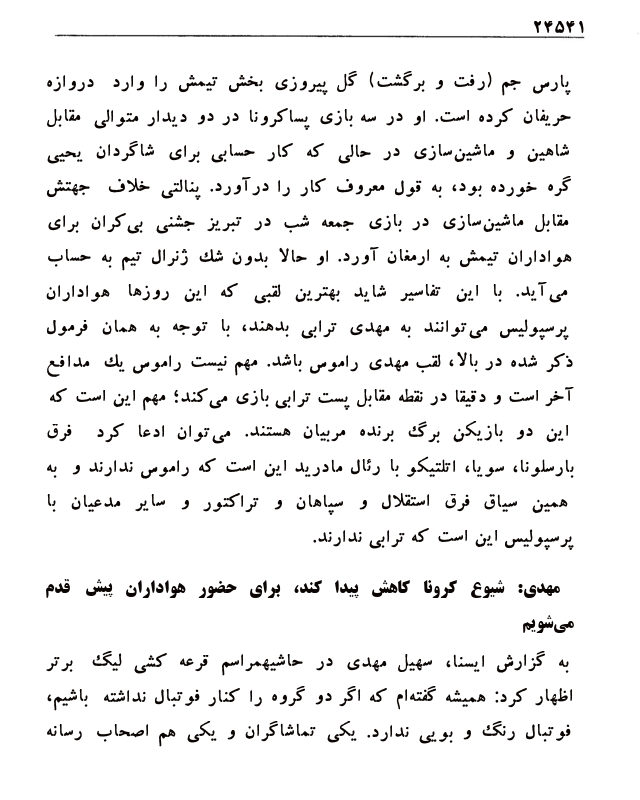 ۲۴۵۴۱
پارس جم (رفت و برگشت) گل پیروزی بخش تیمش را وارد دروازه
حریفان کرده است. او در سه بازی پساکرونا در دو دیدار متوالی مقابل
شاهین و ماشین‌سازی در حالی که کار حسابی برای شاگردان یحیی
گره خورده بود، به قول معروف کار را درآورد. پنالتی خلاف جهتش
مقابل ماشین‌سازی در بازی جمعه شب در تبریز جشنی بی‌کران برای
هواداران تیمش به ارمغان آورد. او حالا بدون شك ژنرال تیم به حساب
می‌آید. با این تفاسیر شاید بهترین لقبی که این روزها هواداران
پرسپولیس می‌توانند به مهدی ترابی بدهند، با توجه به همان فرمول
ذکر شده در بالا، لقب مهدی راموس باشد. مهم نیست راموس يك مدافع
آخر است و دقیقا در نقطه مقابل پست ترابی بازی می‌کند؛ مهم این است که
این دو بازیکن برگ برنده مربیان هستند. می‌توان ادعا کرد فرق
بارسلونا، سویا، اتلتیکو با رئال مادرید این است که راموس ندارند و به
همین سیاق فرق استقلال و سپاهان و تراکتور و سایر مدعیان با
پرسپولیس این است که ترابی ندارند.
مهدی: شیوع کرونا کاهش پیدا کند، برای حضور هواداران پیش قدم
می‌شویم
به گزارش ایسنا، سهیل مهدی در حاشیهمراسم قرعه کشی لیگ برتر
اظهار کرد: همیشه گفته‌ام که اگر دو گروه را کنار فوتبال نداشته باشیم،
فوتبال رنگ و بویی ندارد. یکی تماشاگران و یکی هم اصحاب رسانه